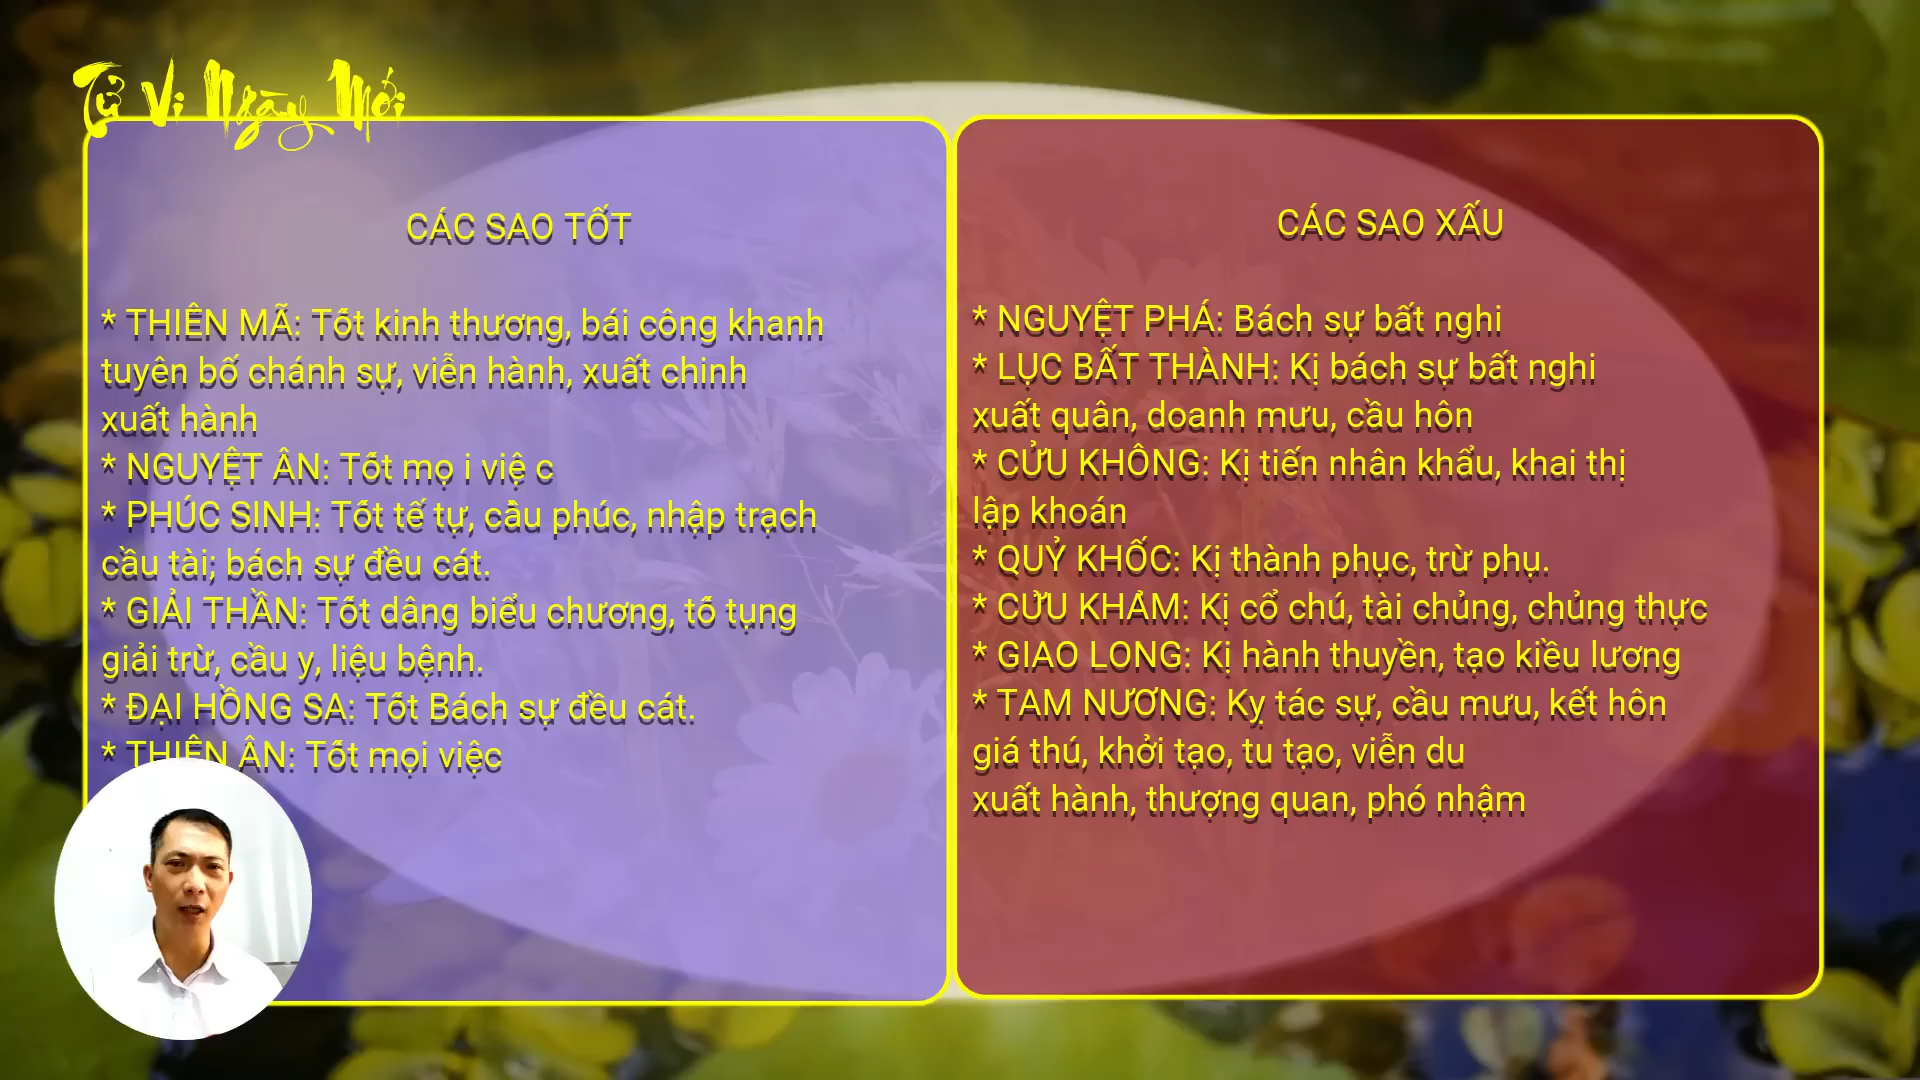 Tử Vi Ngày Mới
CÁC SAO TỐT
* THIÊN MÃ: Tốt kinh thương, bái công khanh
tuyên bố chánh sự, viễn hành, xuất chinh
xuất hành
* NGUYỆT ÂN: Tốt mọ i việ c
* PHÚC SINH: Tốt tế tự, cầu phúc, nhập trạch
cầu tài; bách sự đều cát.
* GIẢI THẦN: Tốt dâng biểu chương, tố tụng
giải trừ, cầu y, liệu bệnh.
* ĐẠI HỒNG SA: Tốt Bách sự đều cát.
* THIÊN ÂN: Tốt mọi việc
CÁC SAO XẤU
* NGUYỆT PHÁ: Bách sự bất nghi
* LỤC BẤT THÀNH: Kị bách sự bất nghi
xuất quân, doanh mưu, cầu hôn
* CỬU KHÔNG: Kị tiến nhân khẩu, khai thị
lập khoán
* QUỶ KHỐC: Kị thành phục, trừ phụ.
* CỬU KHẢM: Kị cổ chú, tài chủng, chủng thực
* GIAO LONG: Kị hành thuyền, tạo kiều lương
* TAM NƯƠNG: Kỵ tác sự, cầu mưu, kết hôn
giá thú, khởi tạo, tu tạo, viễn du
xuất hành, thượng quan, phó nhậm